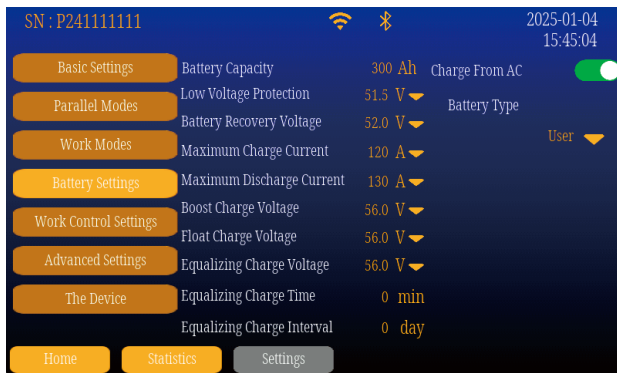 SN : P241111111
2025-01-04
15:45:04
Basic Settings
Parallel Modes
Work Modes
Battery Settings
Work Control Settings
Advanced Settings
The Device
Battery Capacity 300 Ah
Low Voltage Protection 51.5 V
Battery Recovery Voltage 52.0 V
Maximum Charge Current 120 A
Maximum Discharge Current 130 A
Boost Charge Voltage 56.0 V
Float Charge Voltage 56.0 V
Equalizing Charge Voltage 56.0 V
Equalizing Charge Time 0 min
Equalizing Charge Interval 0 day
Charge From AC
Battery Type
User
Home Statistics Settings